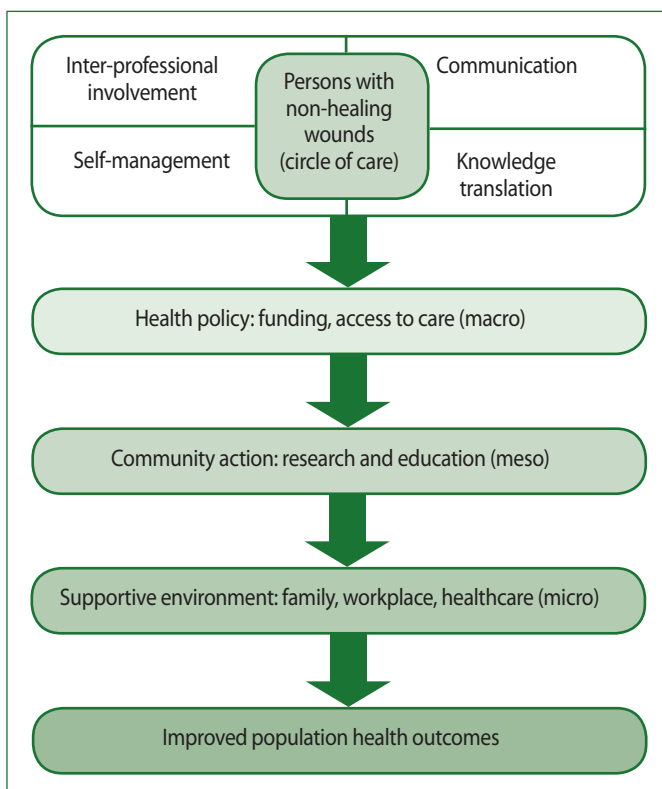 Inter-professional
involvement
Persons with
non-healing
wounds
(circle of care)
Communication
Self-management
Knowledge
translation
Health policy: funding, access to care (macro)
Community action: research and education (meso)
Supportive environment: family, workplace, healthcare (micro)
Improved population health outcomes